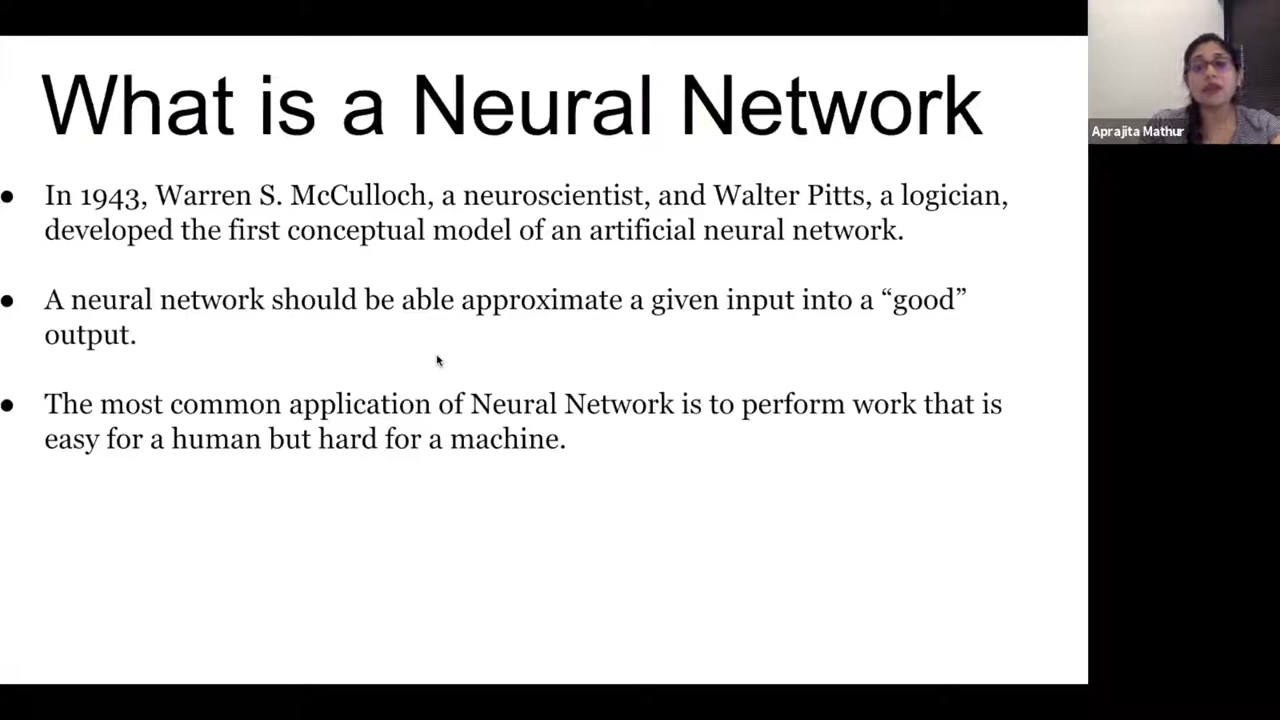 What is a Neural Network
Aprajita Mathur
● In 1943, Warren S. McCulloch, a neuroscientist, and Walter Pitts, a logician,
developed the first conceptual model of an artificial neural network.
● A neural network should be able approximate a given input into a “good”
output.
● The most common application of Neural Network is to perform work that is
easy for a human but hard for a machine.